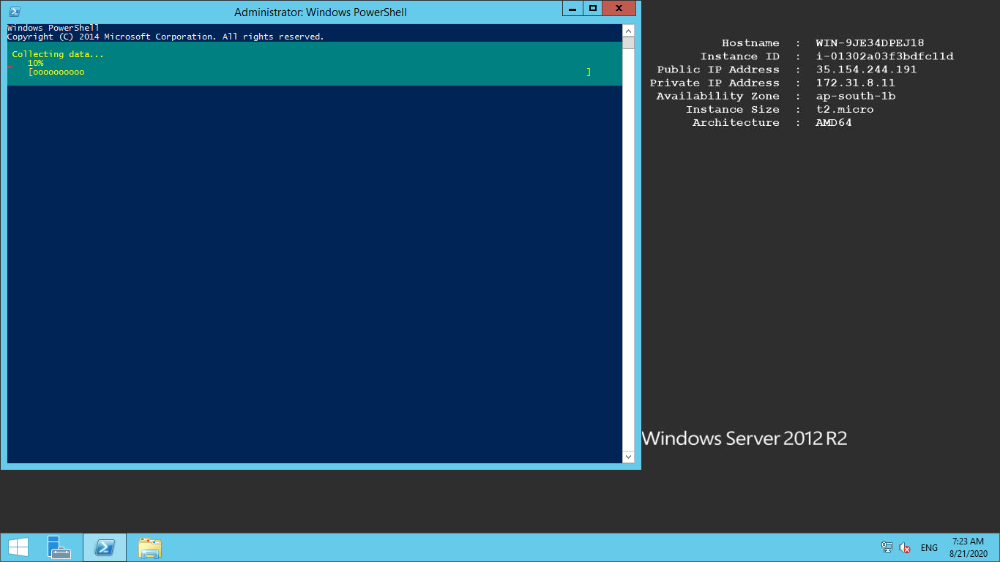 Administrator: Windows PowerShell
Windows PowerShell
Copyright (C) 2014 Microsoft Corporation. All rights reserved.
Collecting data...
10%
[oooooooooo ]
Hostname : WIN-9JE34DPEJ18
Instance ID : i-01302a03f3bdfc11d
Public IP Address : 35.154.244.191
Private IP Address : 172.31.8.11
Availability Zone : ap-south-1b
Instance Size : t2.micro
Architecture : AMD64
Windows Server 2012 R2
ENG
7:23 AM
8/21/2020